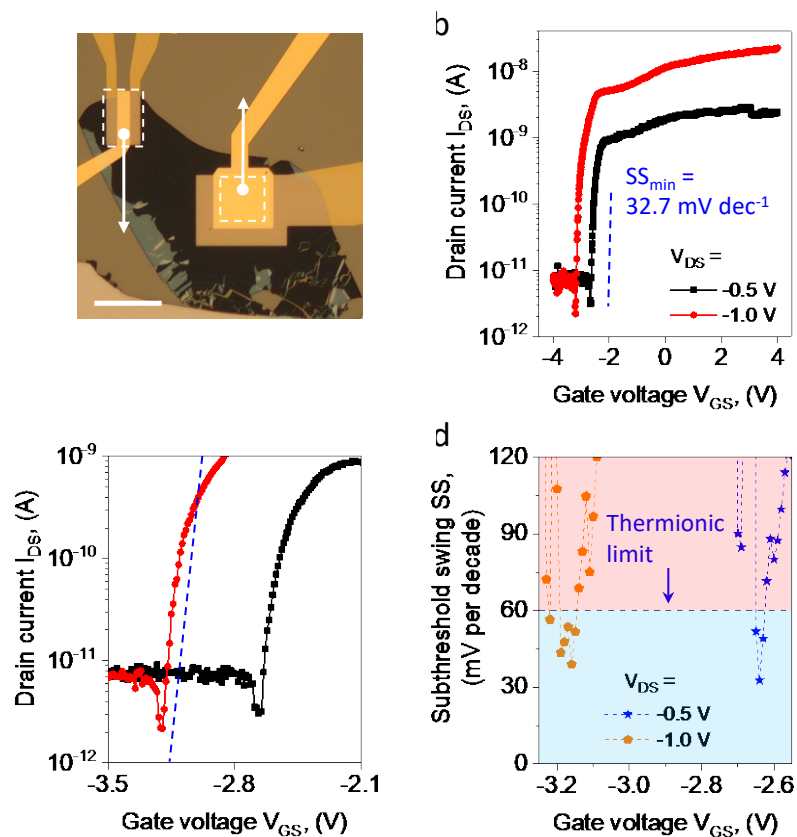 b
Drain current I_DS, (A)
10⁻⁸
10⁻⁹
10⁻¹⁰
10⁻¹¹
10⁻¹²
SS_min =
32.7 mV dec⁻¹
V_DS =
-0.5 V
-1.0 V
-4 -2 0 2 4
Gate voltage V_GS, (V)
Drain current I_DS, (A)
10⁻⁹
10⁻¹⁰
10⁻¹¹
10⁻¹²
-3.5 -2.8 -2.1
Gate voltage V_GS, (V)
d
Subthreshold swing SS,
(mV per decade)
120
90
60
30
0
Thermionic
limit
V_DS =
-0.5 V
-1.0 V
-3.2 -3.0 -2.8 -2.6
Gate voltage V_GS, (V)